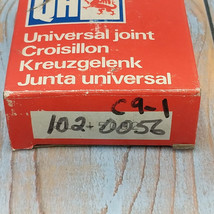 QH
Universal joint
Croisillon
Kreuzgelenk
Junta universal
C9-1
102-0056